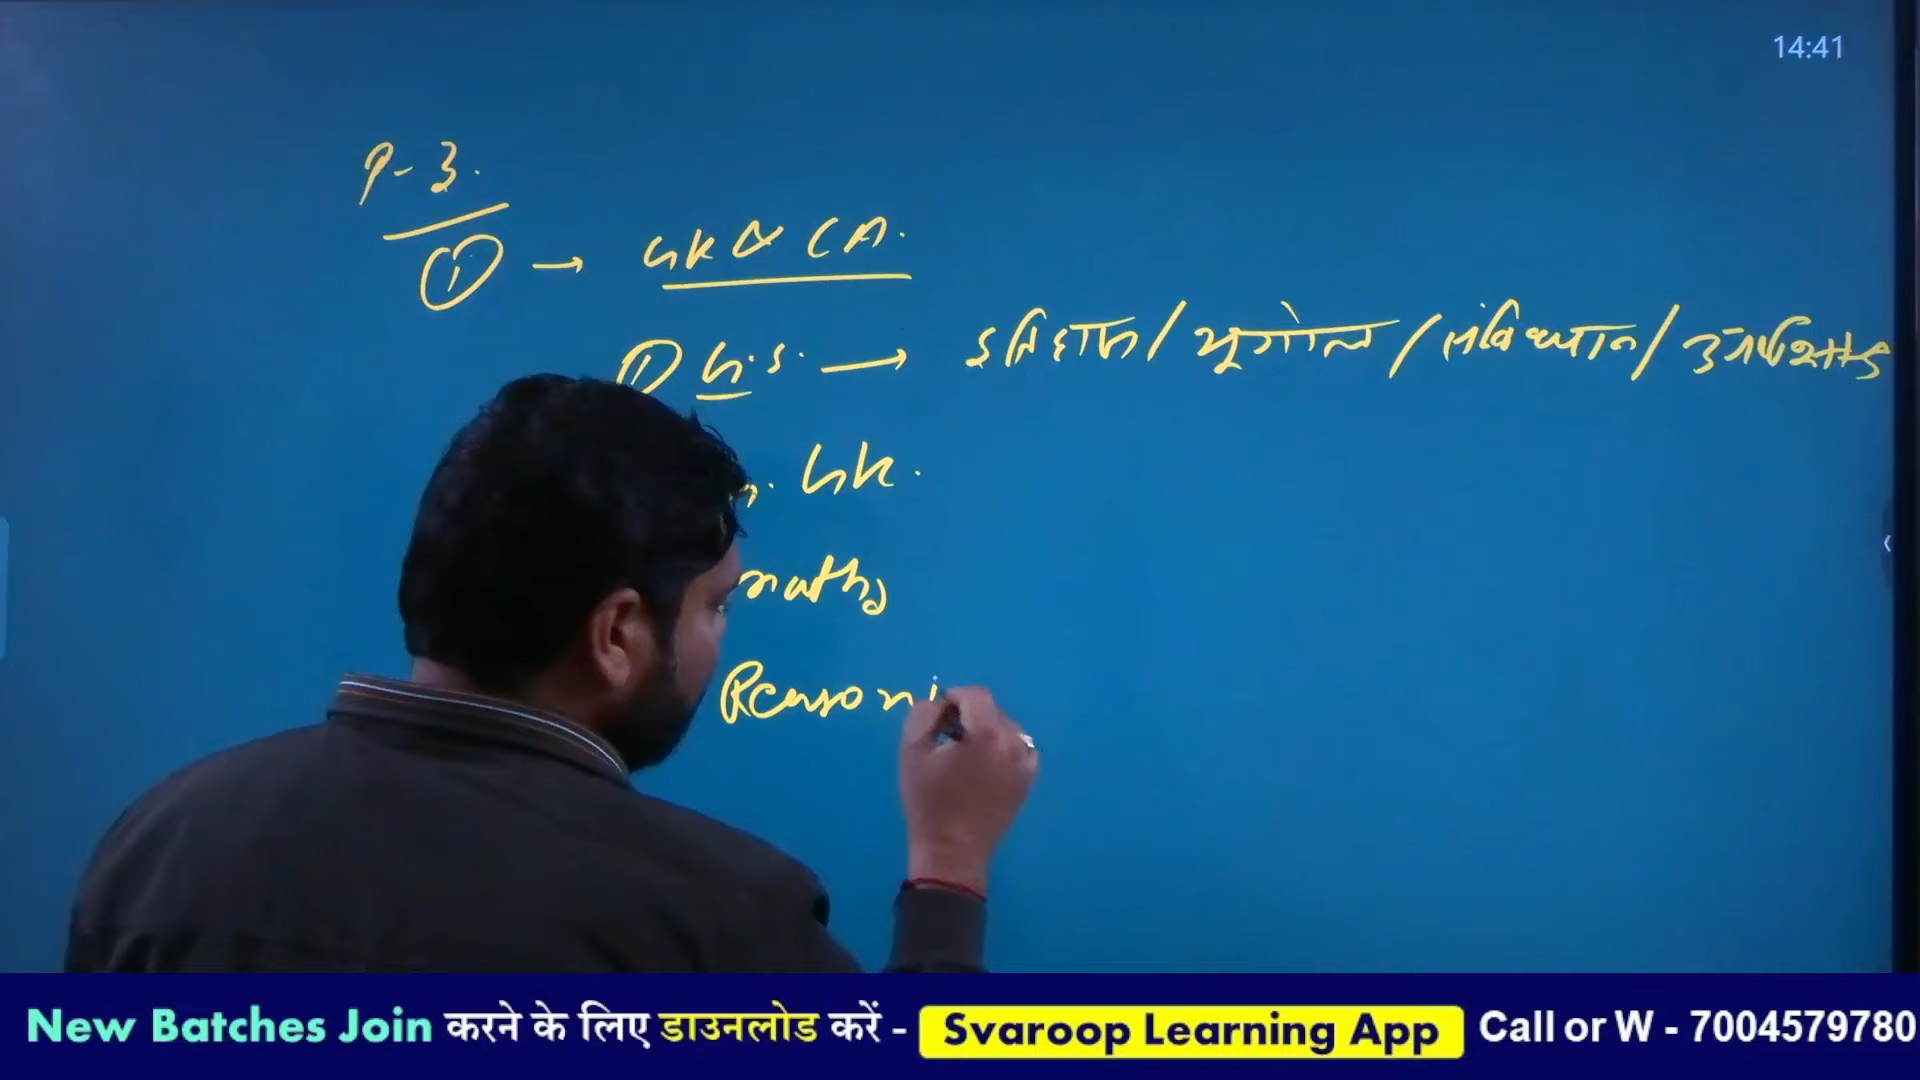 14:41
P-3.
① → GK & CA.
① G.S. → इतिहास / भूगोल / संविधान / अर्थशास्त्र
GK.
maths
Reasoni
New Batches Join करने के लिए डाउनलोड करें - Svaroop Learning App Call or W - 7004579780